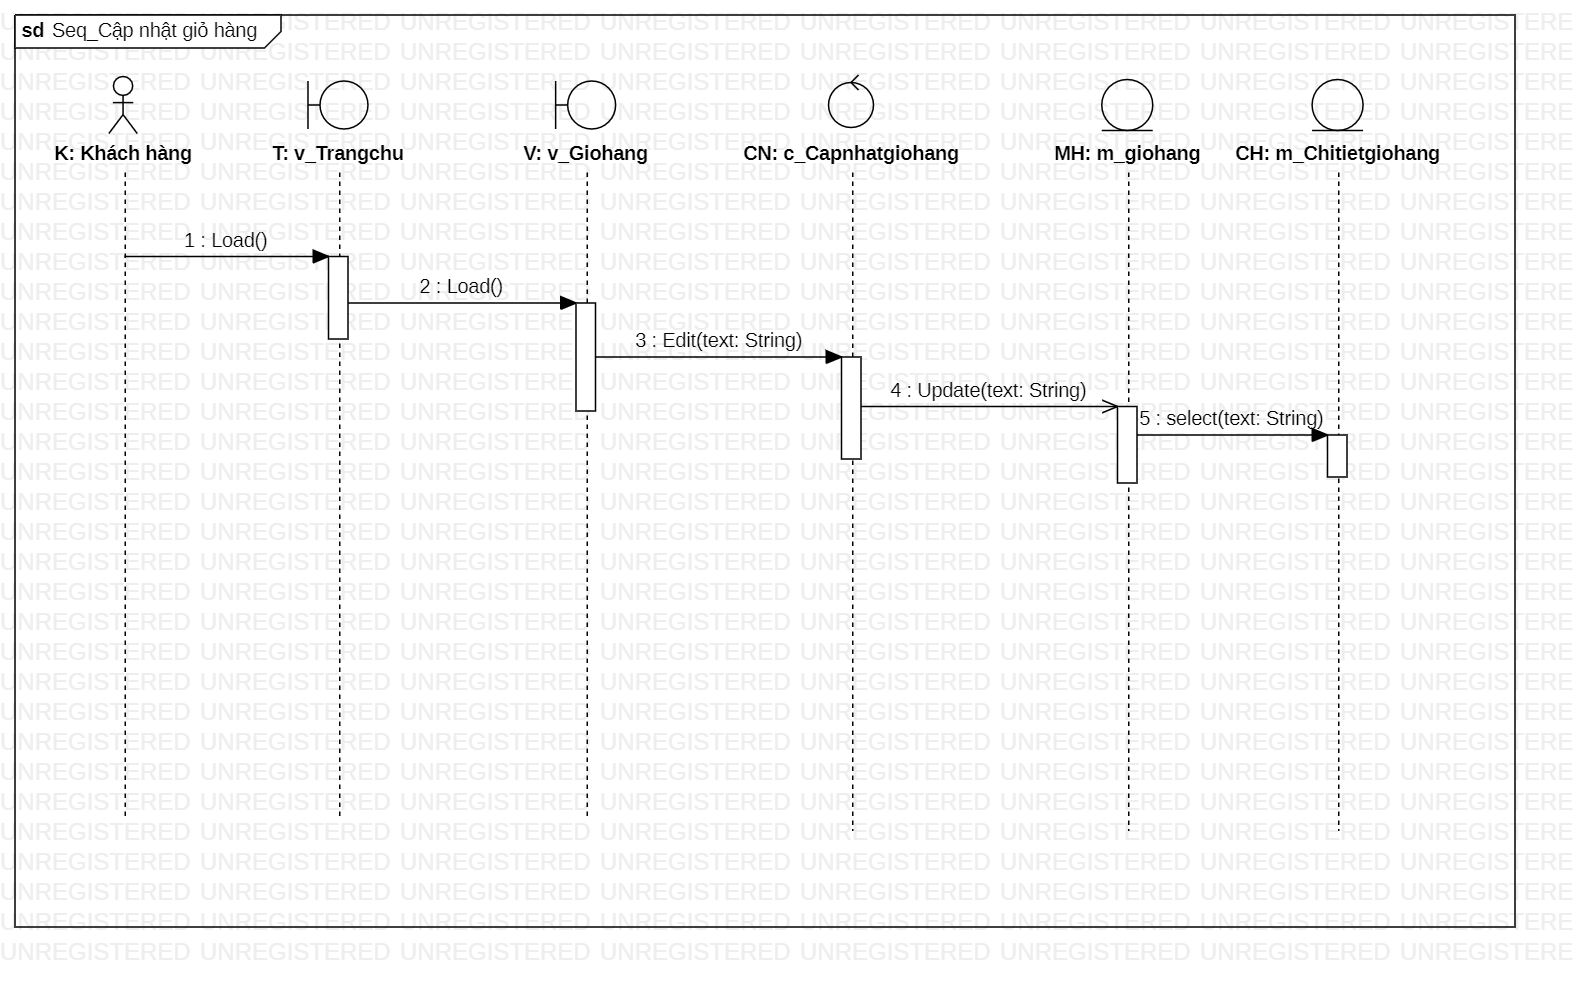 sd Seq_Cập nhật giỏ hàng
K: Khách hàng
T: v_Trangchu
V: v_Giohang
CN: c_Capnhatgiohang
MH: m_giohang
CH: m_Chitietgiohang
1 : Load()
2 : Load()
3 : Edit(text: String)
4 : Update(text: String)
5 : select(text: String)
UNREGISTERED